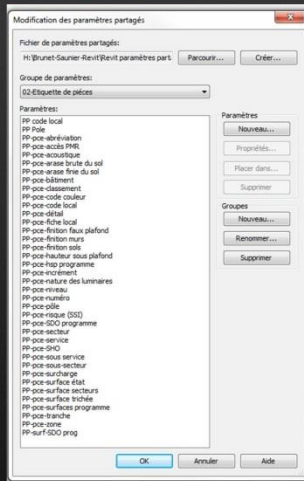 Modification des paramètres partagés
Fichier de paramètres partagés:
H:\Brunet-Saunier-Revit\Revit paramètres part.
Parcourir...
Créer...
Groupe de paramètres:
02-Etiquette de pièces
Paramètres:
PP code local
PP Pole
PP-pce-abréviation
PP-pce-accès PMR
PP-pce-acoustique
PP-pce-arase brute du sol
PP-pce-arase finie du sol
PP-pce-bâtiment
PP-pce-classement
PP-pce-code couleur
PP-pce-code local
PP-pce-détail
PP-pce-fiche local
PP-pce-finition faux plafond
PP-pce-finition murs
PP-pce-finition sols
PP-pce-hauteur sous plafond
PP-pce-hsp programme
PP-pce-incrément
PP-pce-nature des luminaires
PP-pce-niveau
PP-pce-numéro
PP-pce-pôle
PP-pce-risque (SSI)
PP-pce-SDO programme
PP-pce-secteur
PP-pce-service
PP-pce-SHO
PP-pce-sous service
PP-pce-sous-secteur
PP-pce-surcharge
PP-pce-surface état
PP-pce-surface secteurs
PP-pce-surface trichée
PP-pce-surfaces programme
PP-pce-tranche
PP-pce-zone
PP-surf-SDO prog
Paramètres
Nouveau...
Propriétés...
Placer dans...
Supprimer
Groupes
Nouveau...
Renommer...
Supprimer
OK
Annuler
Aide